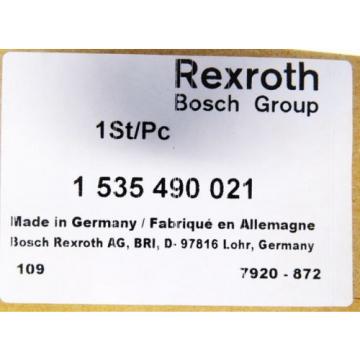 Rexroth
Bosch Group
1St/Pc
1 535 490 021
Made in Germany / Fabriqué en Allemagne
Bosch Rexroth AG, BRI, D- 97816 Lohr, Germany
109 7920 - 872